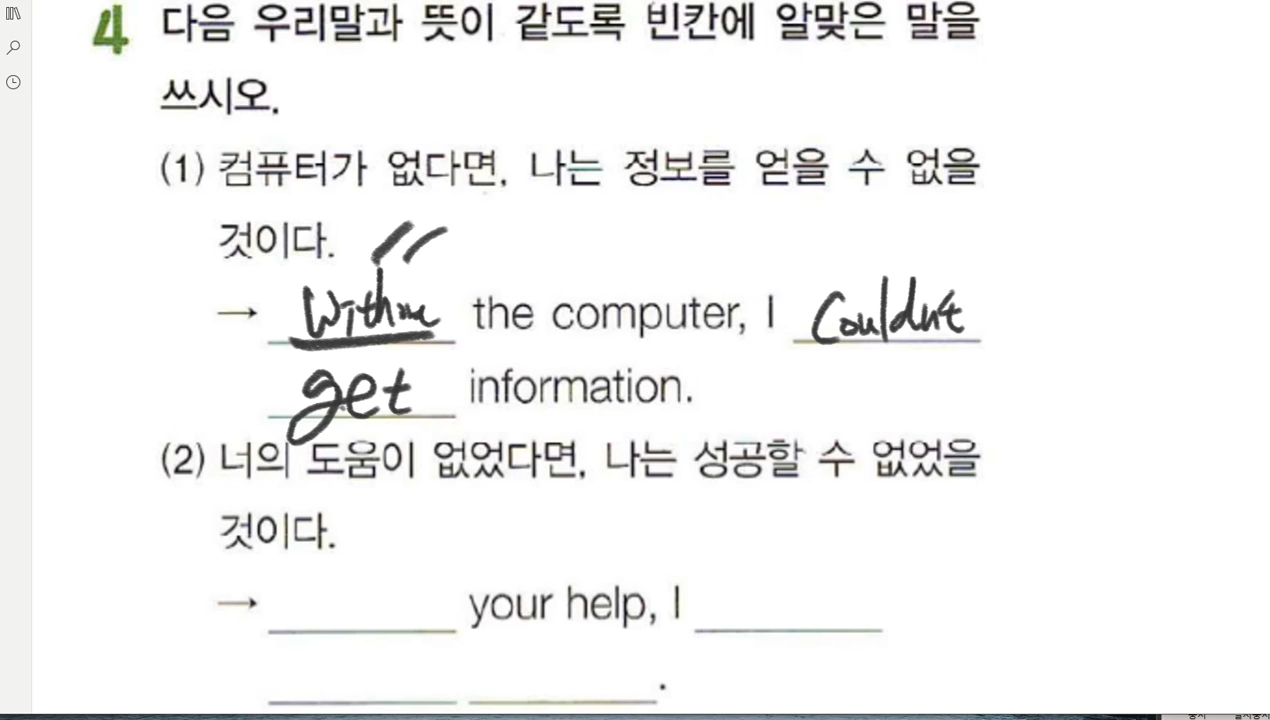 4 다음 우리말과 뜻이 같도록 빈칸에 알맞은 말을
쓰시오.
(1) 컴퓨터가 없다면, 나는 정보를 얻을 수 없을
것이다.
→ the computer, I Couldn't
get information.
(2) 너의 도움이 없었다면, 나는 성공할 수 없었을
것이다.
→ your help, I
.